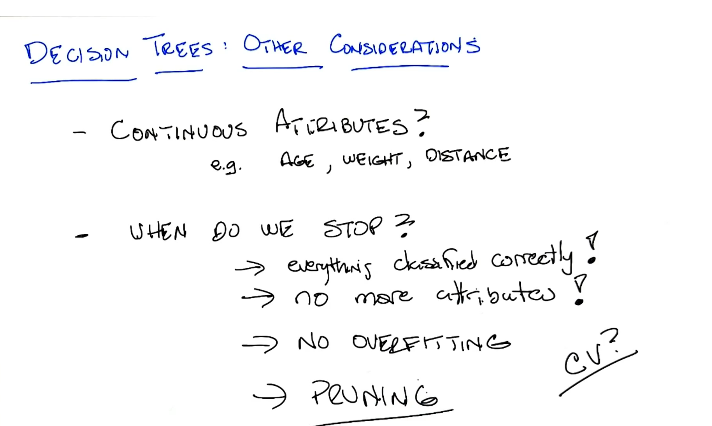 DECISION TREES: OTHER CONSIDERATIONS
- CONTINUOUS ATTRIBUTES?
e.g. AGE, WEIGHT, DISTANCE
- WHEN DO WE STOP?
→ everything classified correctly!
→ no more attributes!
→ NO OVERFITTING
CV?
→ PRUNING